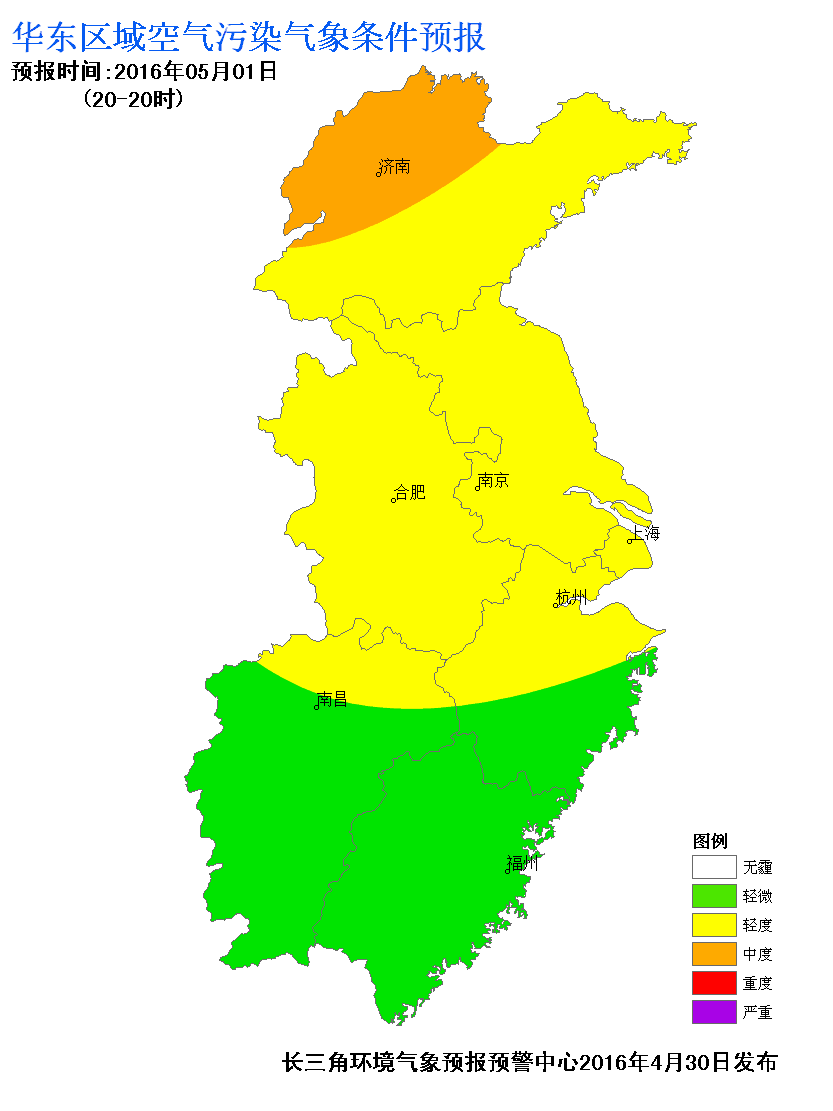 华东区域空气污染气象条件预报
预报时间:2016年05月01日
(20-20时)
济南
合肥
南京
上海
杭州
南昌
福州
图例
无霾
轻微
轻度
中度
重度
严重
长三角环境气象预报预警中心2016年4月30日发布